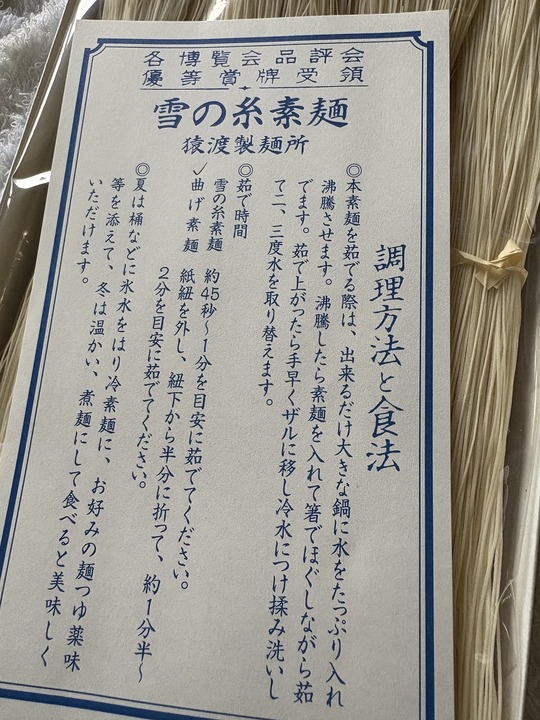 各博覧会品評会
優等賞牌受領
雪の糸素麺
猿渡製麺所
調理方法と食法
◎本素麺を茹でる際は、出来るだけ大きな鍋に水をたっぷり入れ
沸騰させます。沸騰したら素麺を入れて箸でほぐしながら茹
でます。茹で上がったら手早くザルに移し冷水につけ揉み洗いし
て二、三度水を取り替えます。
◎茹で時間
雪の糸素麺 約45秒～1分を目安に茹でてください。
✓曲げ素麺 紙紐を外し、紐下から半分に折って、約1分半～
2分を目安に茹でてください。
◎夏は桶などに氷水をはり冷素麺に、お好みの麺つゆ薬味
等を添えて、冬は温かい、煮麺にして食べると美味しく
いただけます。